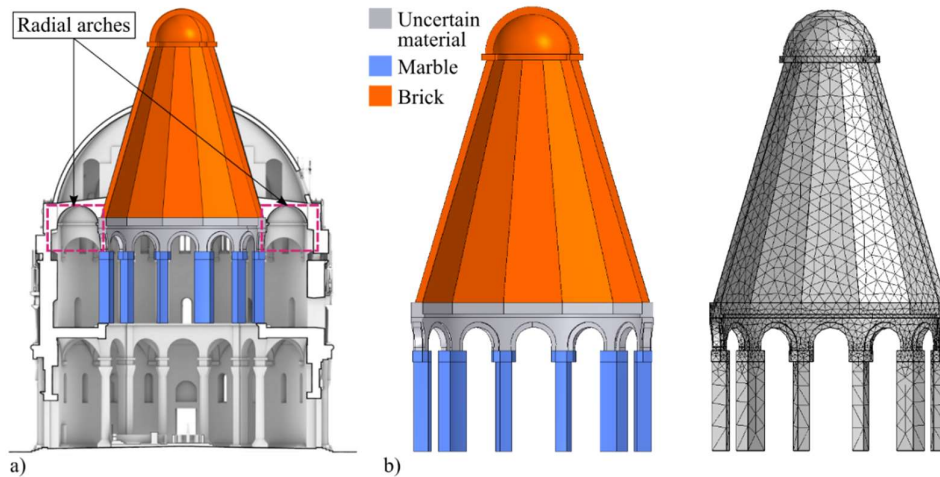 Radial arches
Uncertain
material
Marble
Brick
a)
b)